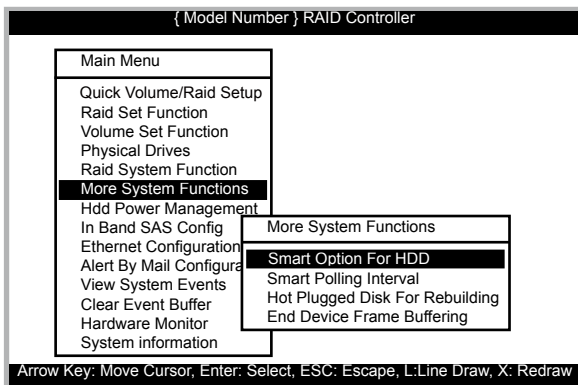 { Model Number } RAID Controller
Main Menu
Quick Volume/Raid Setup
Raid Set Function
Volume Set Function
Physical Drives
Raid System Function
More System Functions
Hdd Power Management
In Band SAS Config
Ethernet Configuration
Alert By Mail Configura
View System Events
Clear Event Buffer
Hardware Monitor
System information
More System Functions
Smart Option For HDD
Smart Polling Interval
Hot Plugged Disk For Rebuilding
End Device Frame Buffering
Arrow Key: Move Cursor, Enter: Select, ESC: Escape, L:Line Draw, X: Redraw